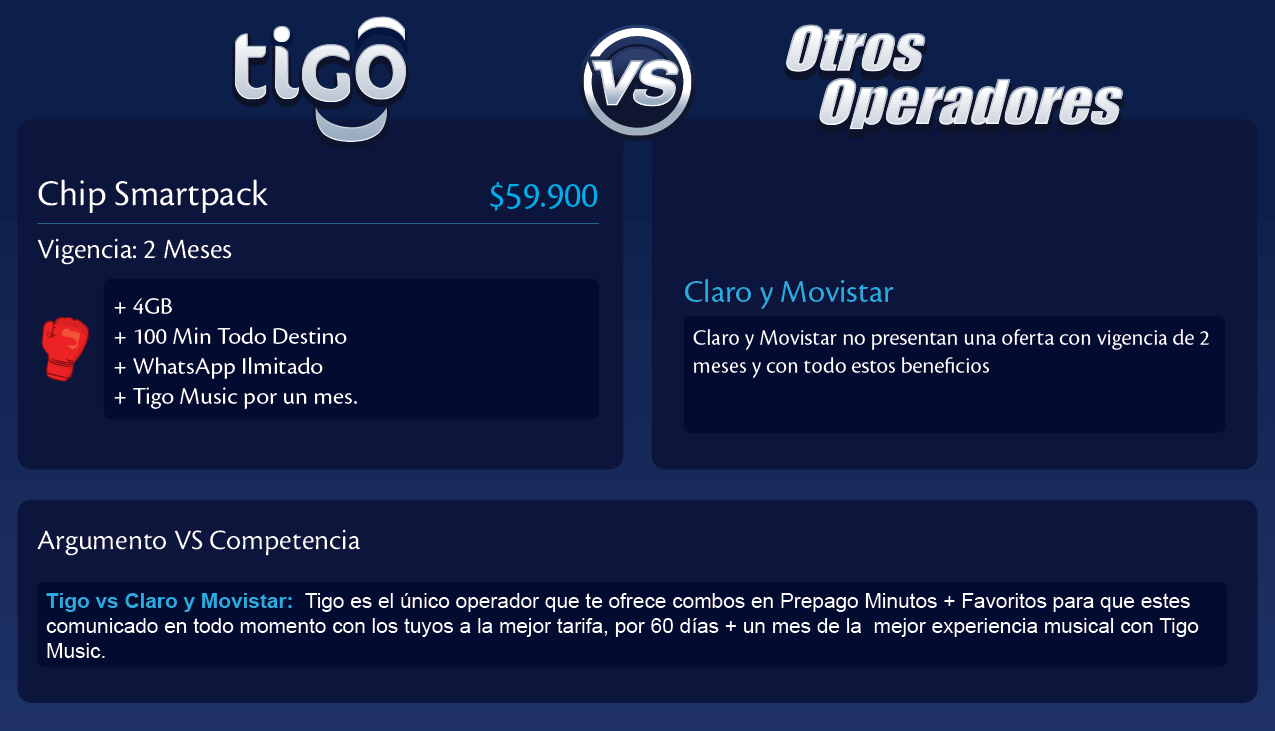 tigo
VS
Otros
Operadores
Chip Smartpack
$59.900
Vigencia: 2 Meses
+ 4GB
+ 100 Min Todo Destino
+ WhatsApp Ilmitado
+ Tigo Music por un mes.
Claro y Movistar
Claro y Movistar no presentan una oferta con vigencia de 2
meses y con todo estos beneficios
Argumento VS Competencia
Tigo vs Claro y Movistar: Tigo es el único operador que te ofrece combos en Prepago Minutos + Favoritos para que estes
comunicado en todo momento con los tuyos a la mejor tarifa, por 60 días + un mes de la mejor experiencia musical con Tigo
Music.